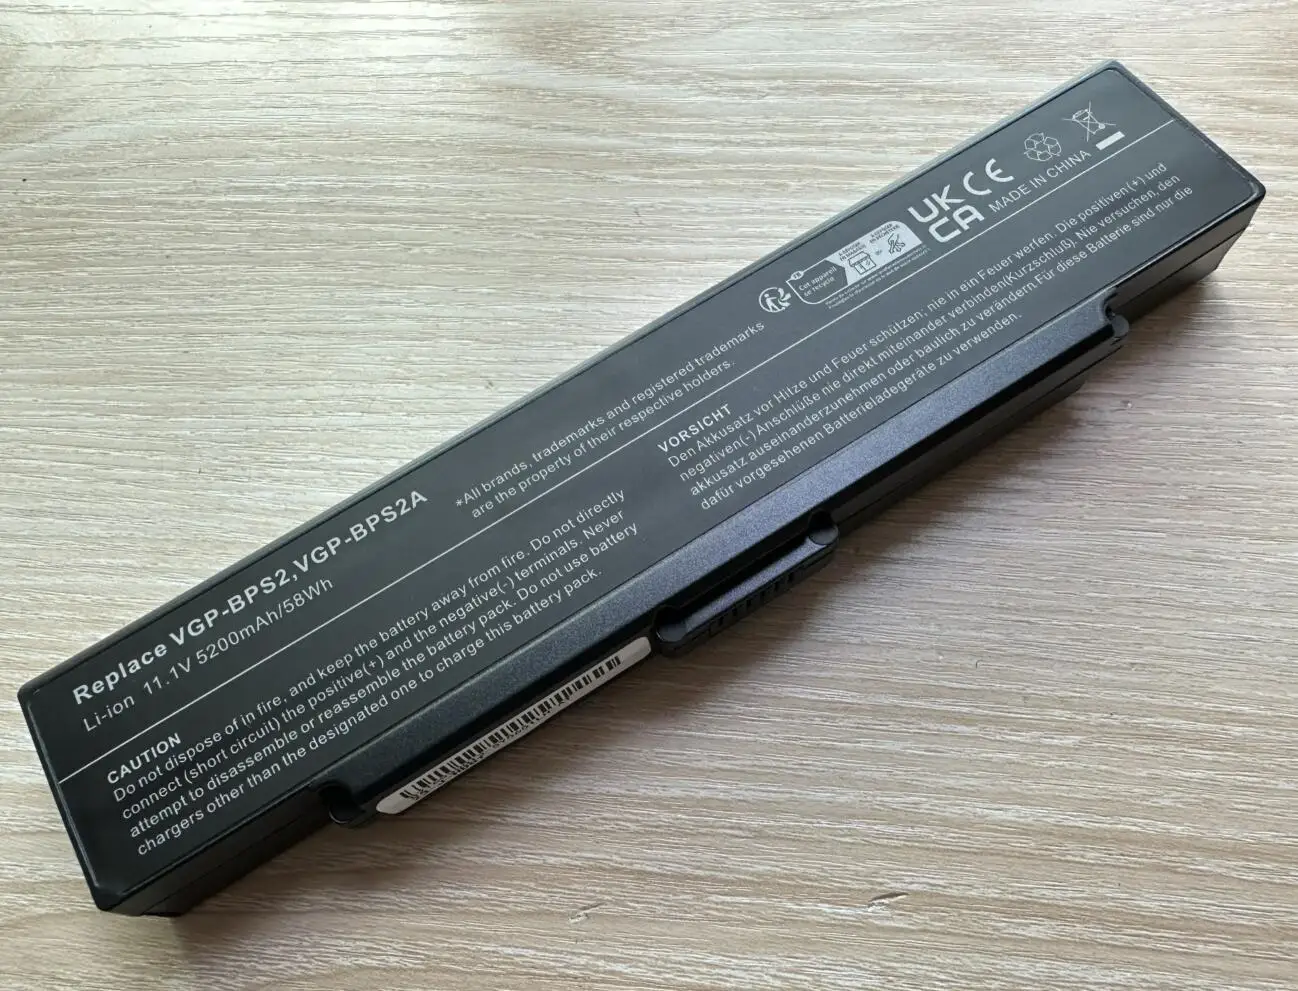 Replace VGP-BPS2,VGP-BPS2A
Li-ion 11.1V 5200mAh/58Wh
*All brands, trademarks and registered trademarks
are the property of their respective holders.
FR
Cet appareil
se recycle
UK
CA
CE
MADE IN CHINA
CAUTION
Do not dispose of in fire, and keep the battery away from fire. Do not directly
connect (short circuit) the positive(+) and the negative(-) terminals. Never
attempt to disassemble or reassemble the battery pack. Do not use battery
chargers other than the designated one to charge this battery pack.
VORSICHT
Den Akkusatz vor Hitze und Feuer schützen; nie in ein Feuer werfen. Die positiven(+) und
negativen(-) Anschlüße nie direkt miteinander verbinden(Kurzschluß). Nie versuchen, den
akkusatz auseinanderzunehmen oder baulich zu verändern.Für diese Batterie sind nur die
dafür vorgesehenen Batterieladegeräte zu verwenden.